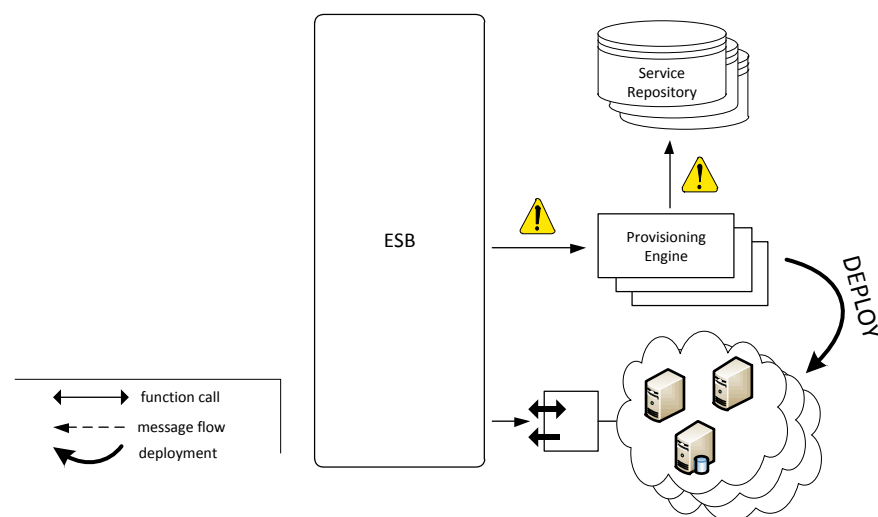 Service
Repository
ESB
Provisioning
Engine
DEPLOY
function call
message flow
deployment